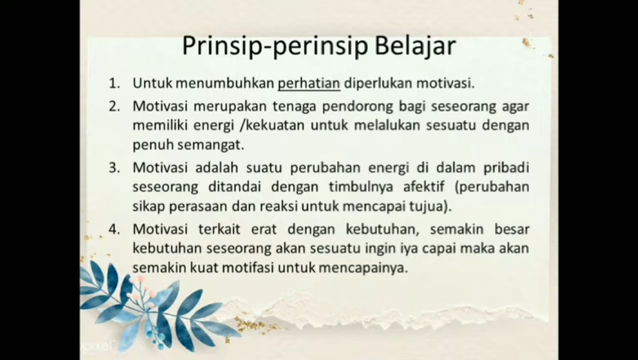 Prinsip-perinsip Belajar
1. Untuk menumbuhkan perhatian diperlukan motivasi.
2. Motivasi merupakan tenaga pendorong bagi seseorang agar
memiliki energi /kekuatan untuk melalukan sesuatu dengan
penuh semangat.
3. Motivasi adalah suatu perubahan energi di dalam pribadi
seseorang ditandai dengan timbulnya afektif (perubahan
sikap perasaan dan reaksi untuk mencapai tujua).
4. Motivasi terkait erat dengan kebutuhan, semakin besar
kebutuhan seseorang akan sesuatu ingin iya capai maka akan
semakin kuat motifasi untuk mencapainya.